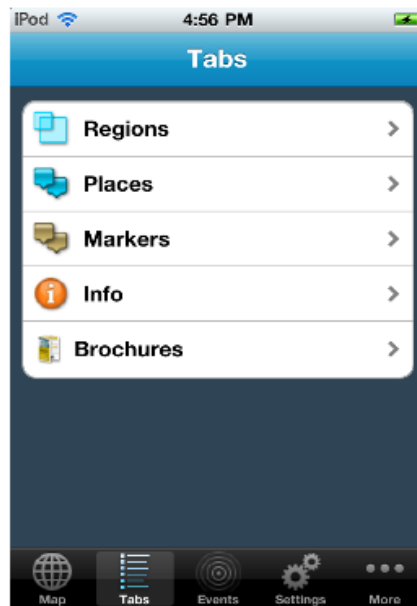 iPod 4:56 PM
Tabs
Regions
Places
Markers
Info
Brochures
Map Tabs Events Settings More